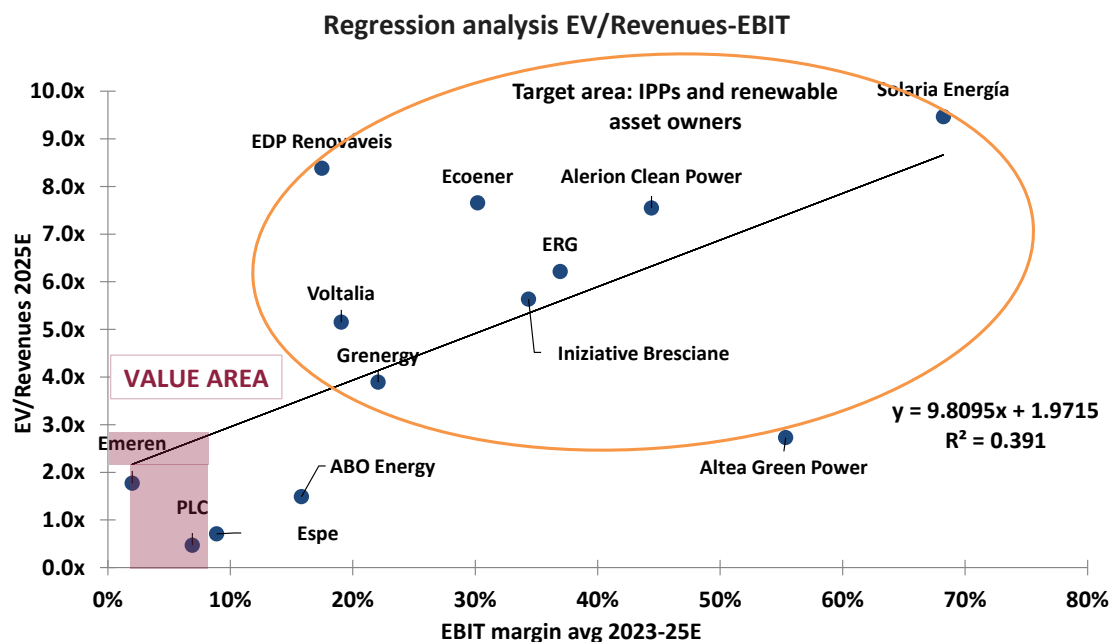 Regression analysis EV/Revenues-EBIT
EV/Revenues 2025E
10.0x
9.0x
8.0x
7.0x
6.0x
5.0x
4.0x
3.0x
2.0x
1.0x
0.0x
Target area: IPPs and renewable
asset owners
Solaria Energía
EDP Renovaveis
Ecoener
Alerion Clean Power
ERG
Voltalia
Iniziative Bresciane
Grenergy
VALUE AREA
y = 9.8095x + 1.9715
R² = 0.391
Emeren
ABO Energy
Altea Green Power
PLC
Espe
0%
10%
20%
30%
40%
50%
60%
70%
80%
EBIT margin avg 2023-25E